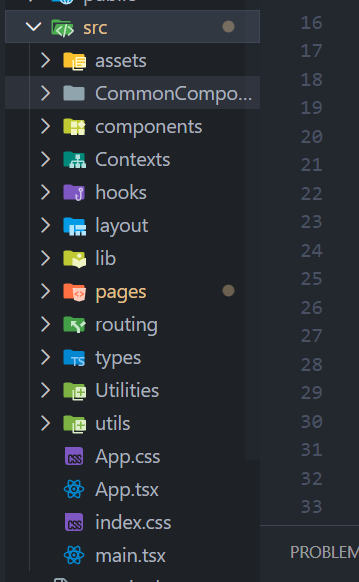 public
src
assets
CommonCompo...
components
Contexts
hooks
layout
lib
pages
routing
types
Utilities
utils
App.css
App.tsx
index.css
main.tsx
16
17
18
19
20
21
22
23
24
25
26
27
28
29
30
31
32
33
PROBLEM